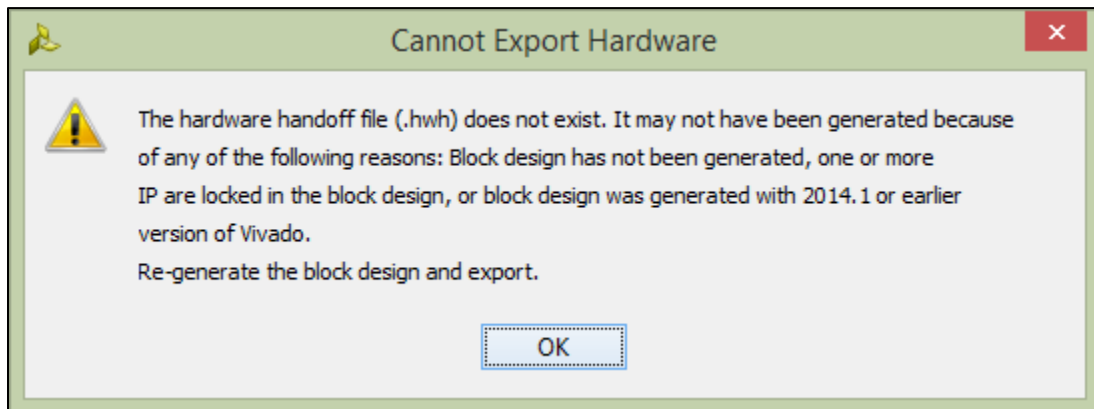 Cannot Export Hardware
The hardware handoff file (.hwh) does not exist. It may not have been generated because
of any of the following reasons: Block design has not been generated, one or more
IP are locked in the block design, or block design was generated with 2014.1 or earlier
version of Vivado.
Re-generate the block design and export.
OK